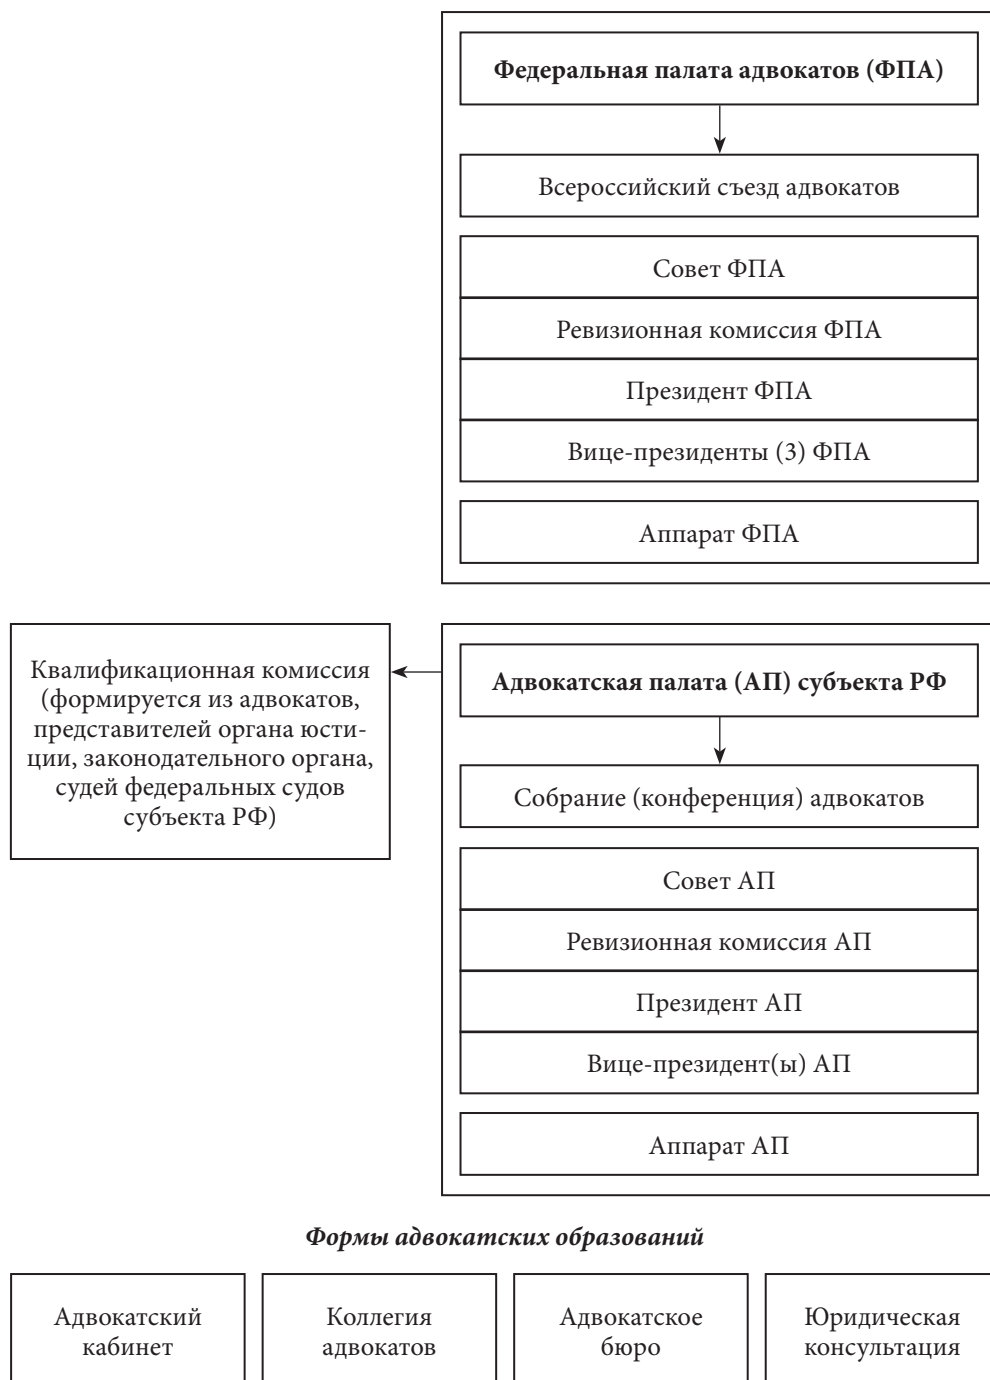 Федеральная палата адвокатов (ФПА)
Всероссийский съезд адвокатов
Совет ФПА
Ревизионная комиссия ФПА
Президент ФПА
Вице-президенты (3) ФПА
Аппарат ФПА
Квалификационная комиссия
(формируется из адвокатов,
представителей органа юсти-
ции, законодательного органа,
судей федеральных судов
субъекта РФ)
Адвокатская палата (АП) субъекта РФ
Собрание (конференция) адвокатов
Совет АП
Ревизионная комиссия АП
Президент АП
Вице-президент(ы) АП
Аппарат АП
Формы адвокатских образований
Адвокатский
кабинет
Коллегия
адвокатов
Адвокатское
бюро
Юридическая
консультация